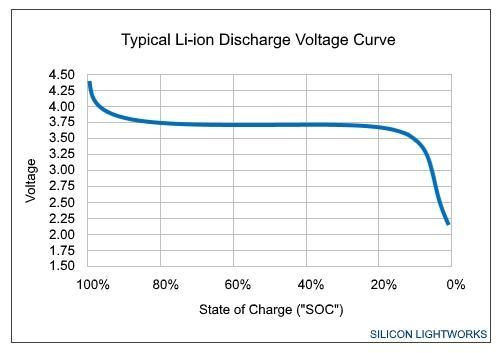 Typical Li-ion Discharge Voltage Curve
4.50
4.25
4.00
3.75
3.50
3.25
3.00
2.75
2.50
2.25
2.00
1.75
1.50
Voltage
100% 80% 60% 40% 20% 0%
State of Charge ("SOC")
SILICON LIGHTWORKS